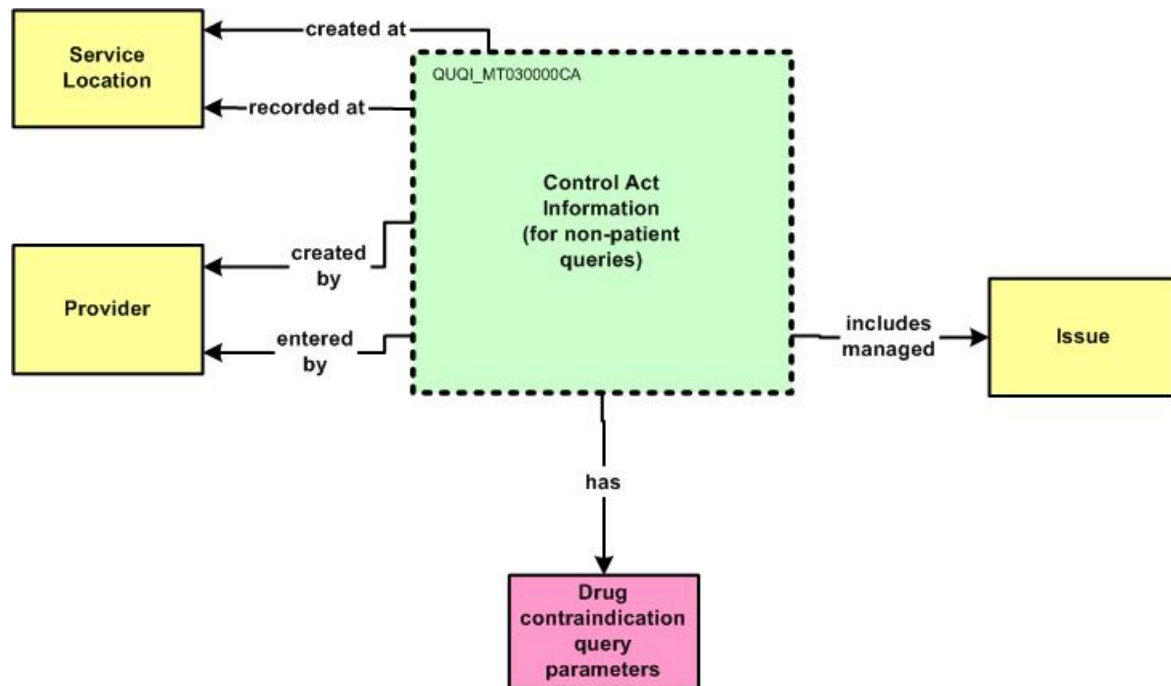 created at
Service
Location
QUQI_MT030000CA
recorded at
Control Act
Information
(for non-patient
queries)
created
by
Provider
entered
by
includes
managed
Issue
has
Drug
contraindication
query
parameters